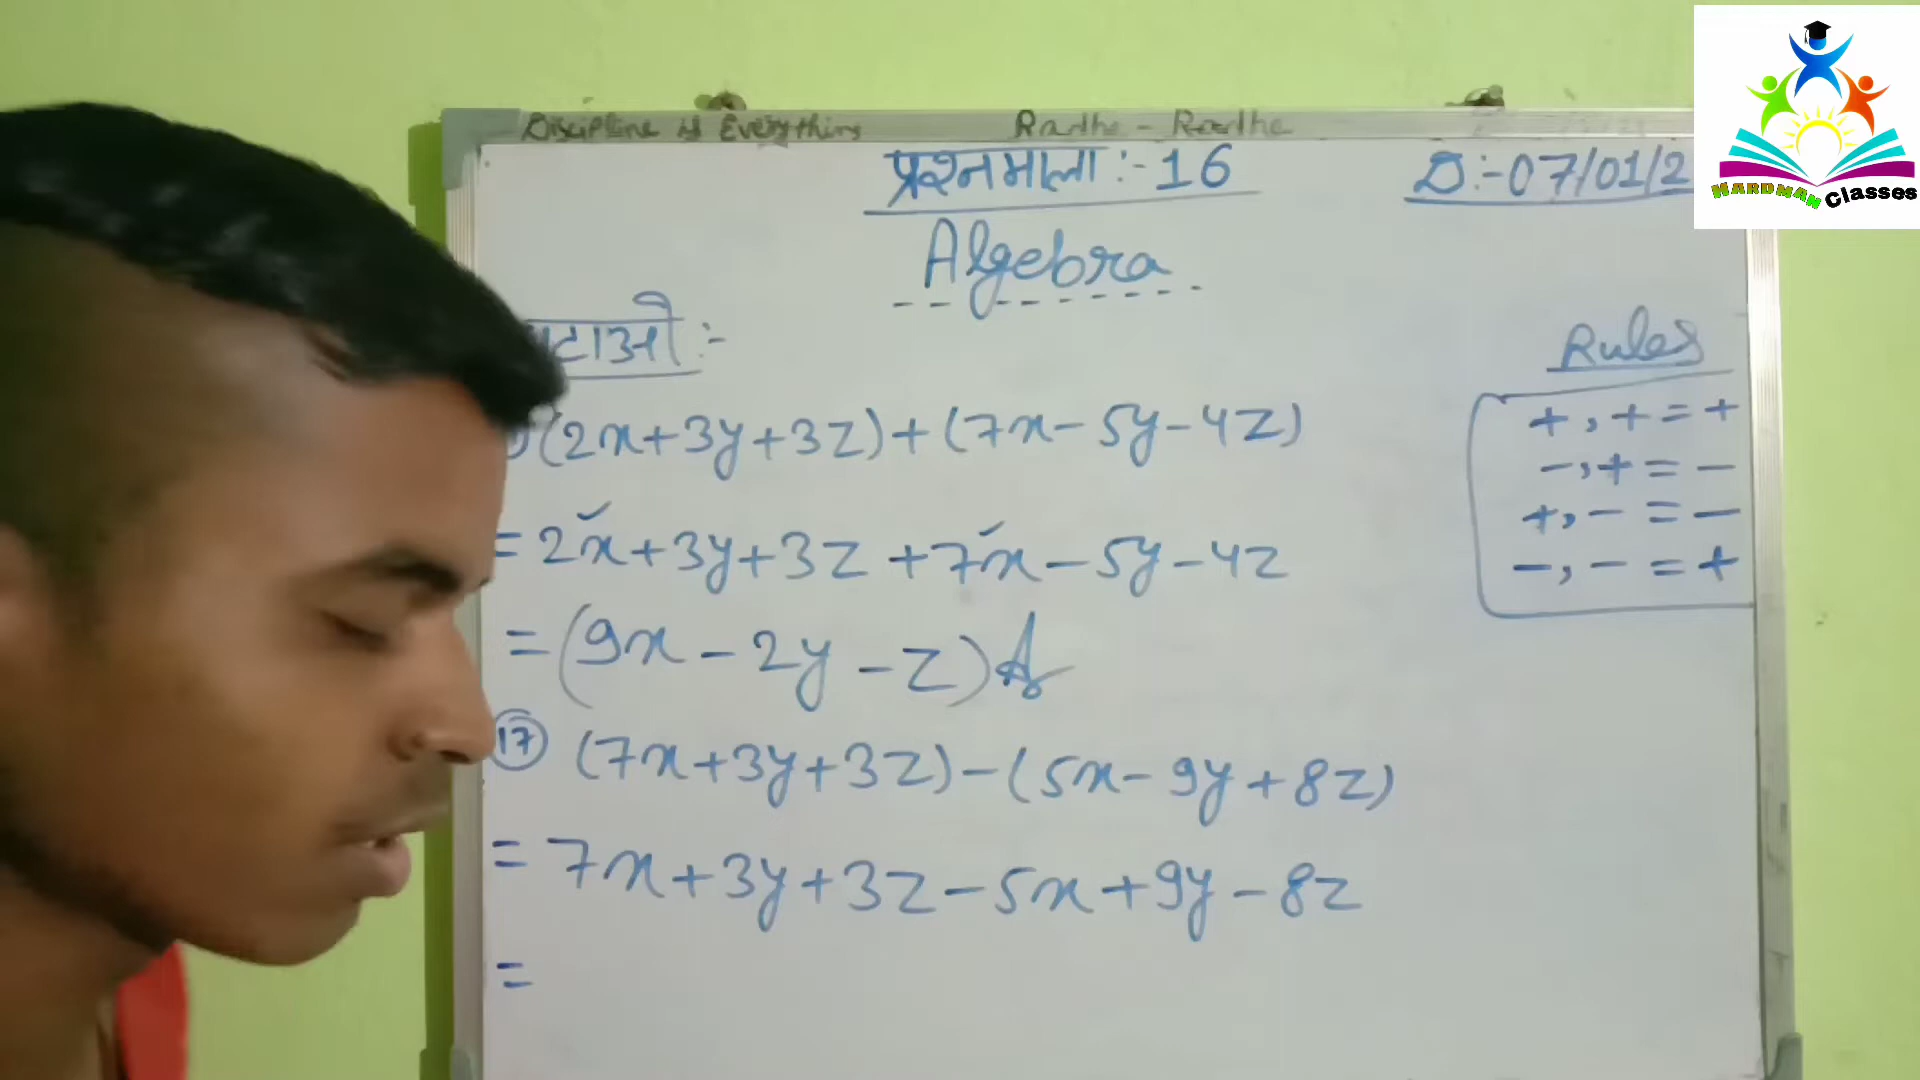 Discipline is Everything Radhe - Radhe
प्रश्नमाला :- 16
D:-07/01/2
Algebra
टाओ :-
(2x+3y+3z)+(7x-5y-4z)
= 2x+3y+3z+7x-5y-4z
= (9x-2y-z)
17 (7x+3y+3z)-(5x-9y+8z)
= 7x+3y+3z-5x+9y-8z
=
Rules
+,+=+
-,+=-
+,-=-
-,-=+
HARDMAN Classes